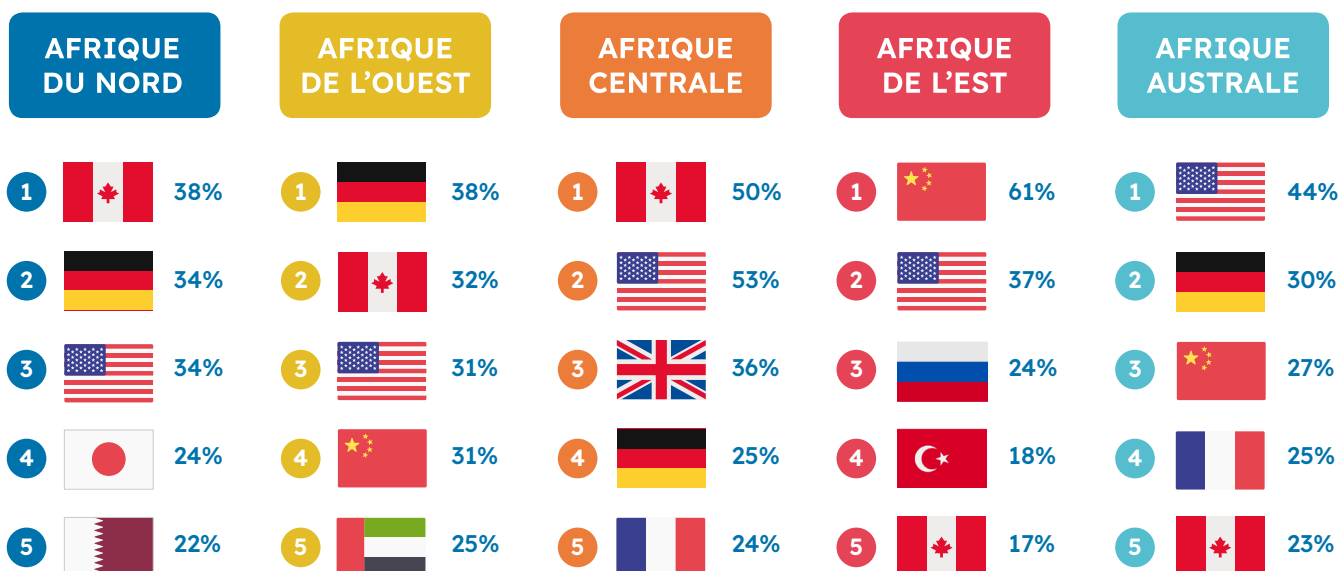 AFRIQUE
DU NORD
1 38%
2 34%
3 34%
4 24%
5 22%
AFRIQUE
DE L’OUEST
1 38%
2 32%
3 31%
4 31%
5 25%
AFRIQUE
CENTRALE
1 50%
2 53%
3 36%
4 25%
5 24%
AFRIQUE
DE L’EST
1 61%
2 37%
3 24%
4 18%
5 17%
AFRIQUE
AUSTRALE
1 44%
2 30%
3 27%
4 25%
5 23%